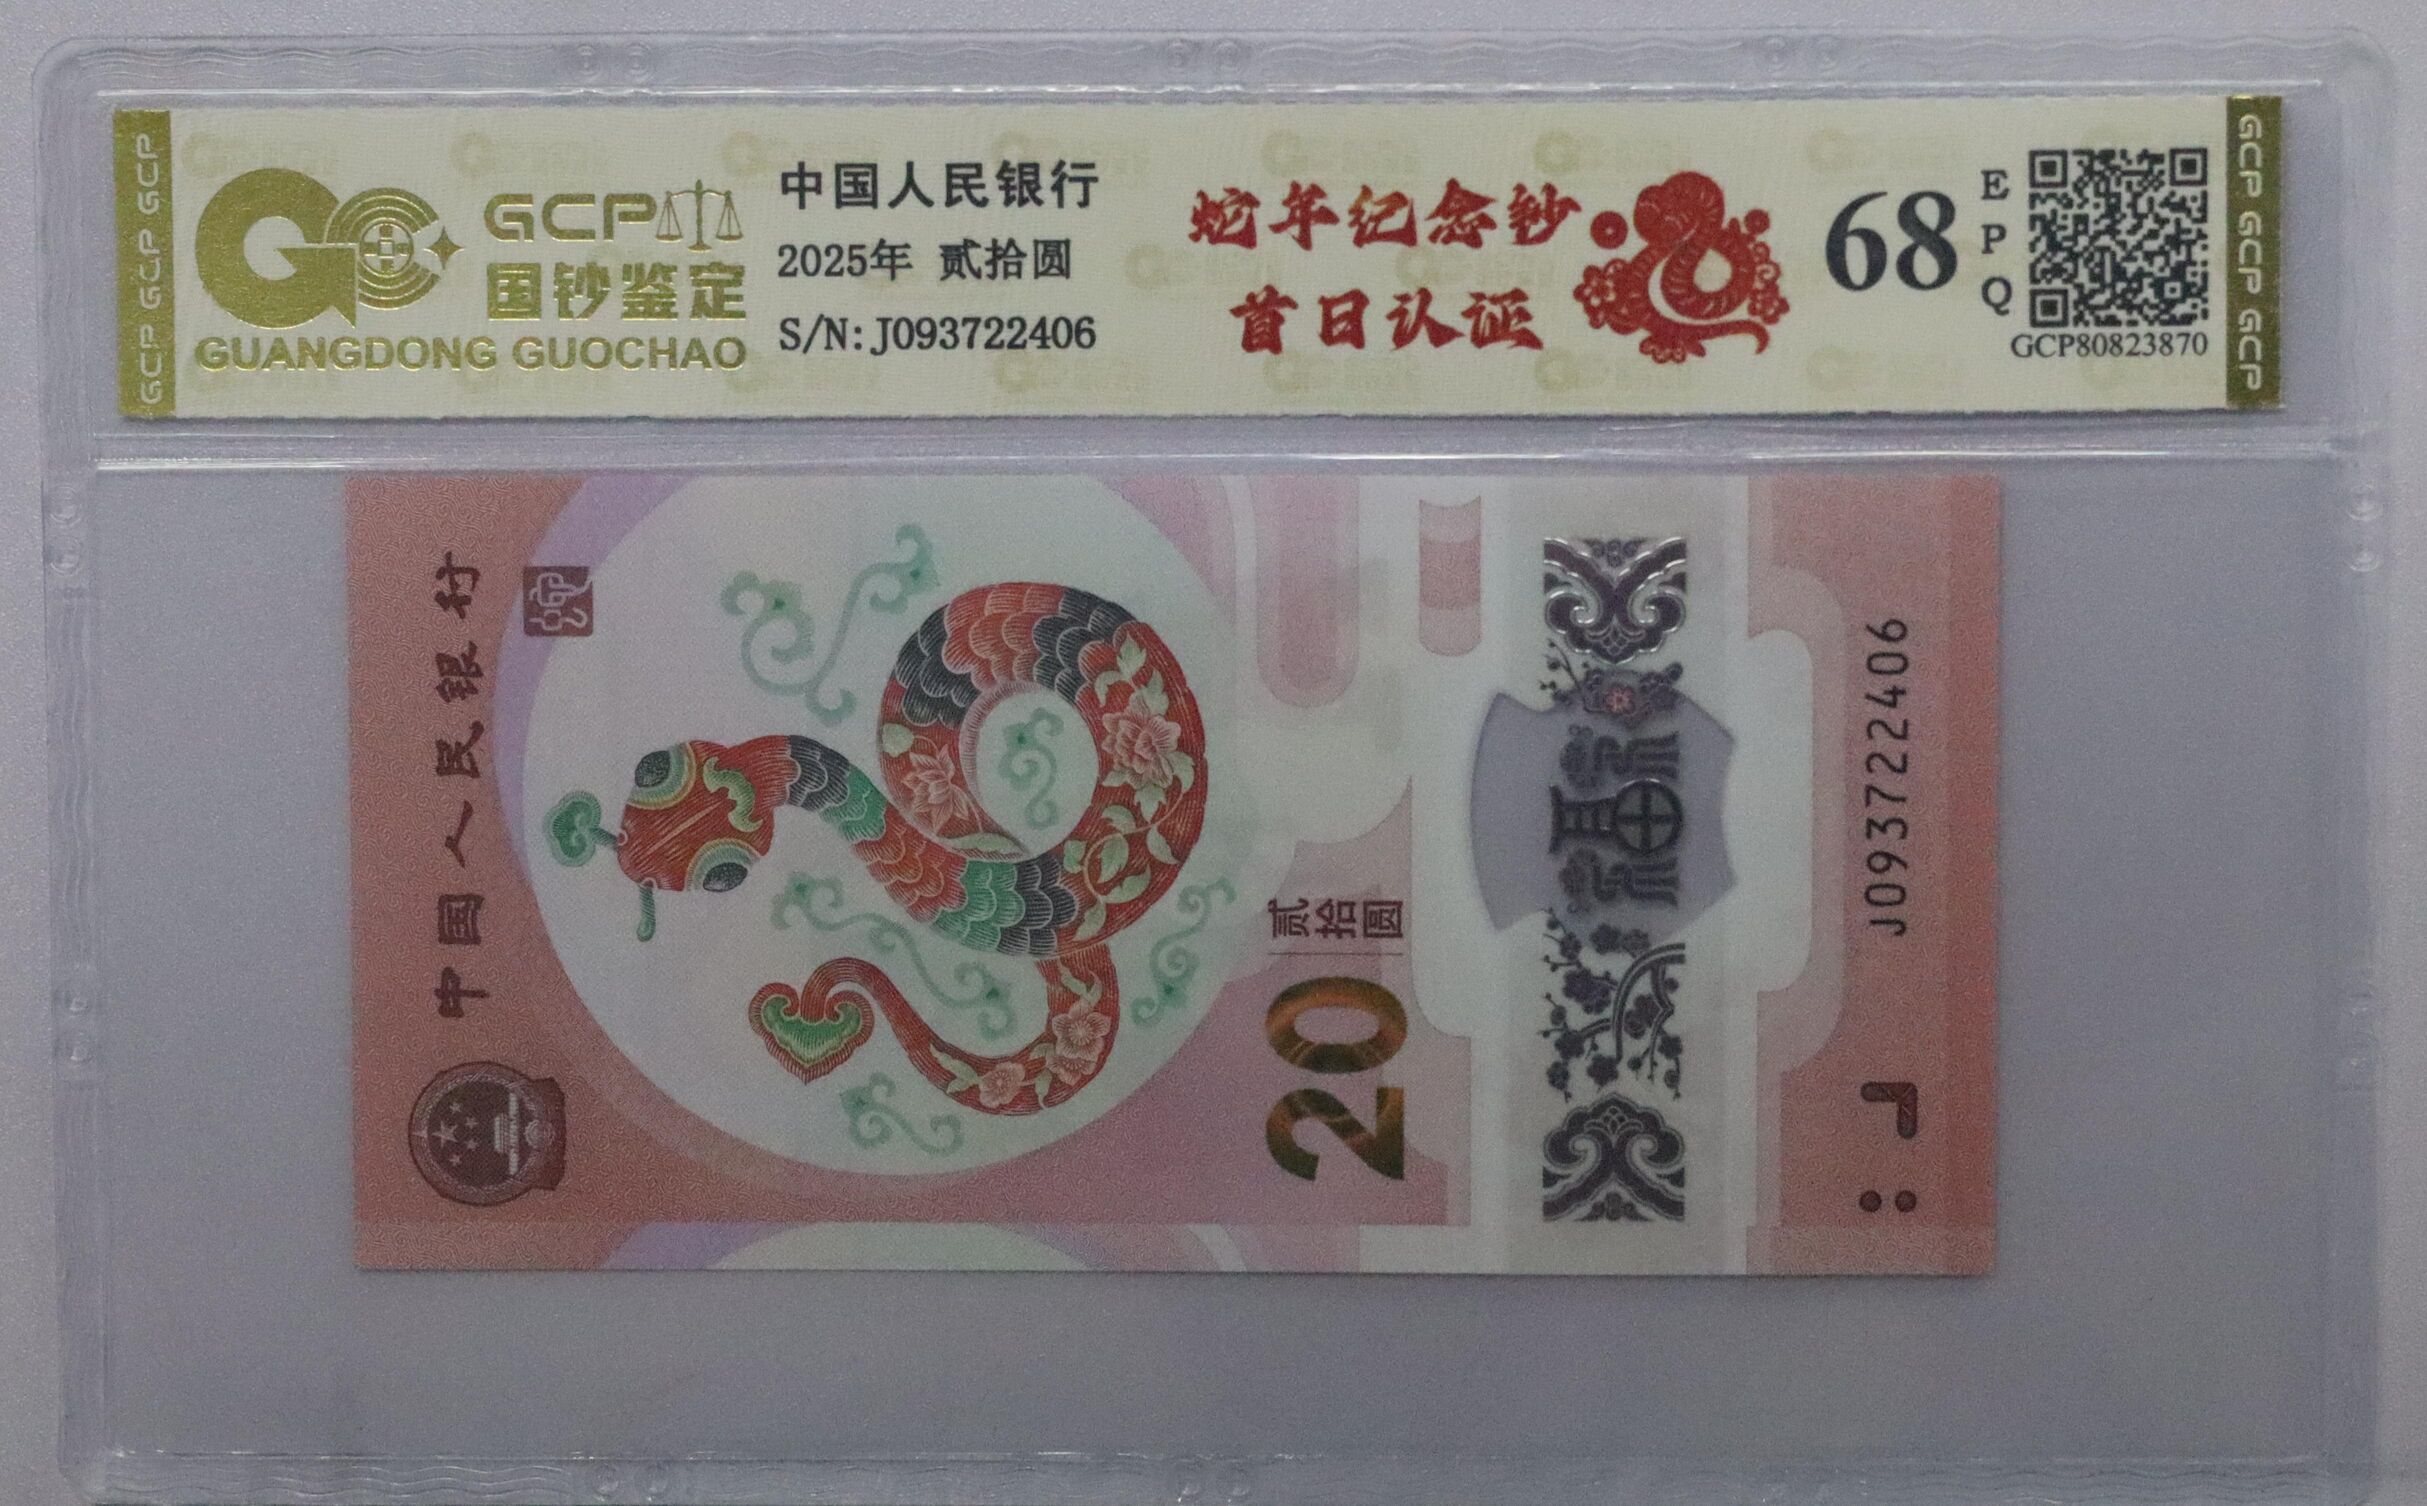 GCP GCP GCP
GCP
国钞鉴定
GUANGDONG GUOCHAO
中国人民银行
2025年 贰拾圆
S/N: J093722406
蛇年纪念钞
首日认证
68
EPQ
GCP80823870
GCP GCP GCP
中国人民银行
20
贰拾圆
福
J093722406